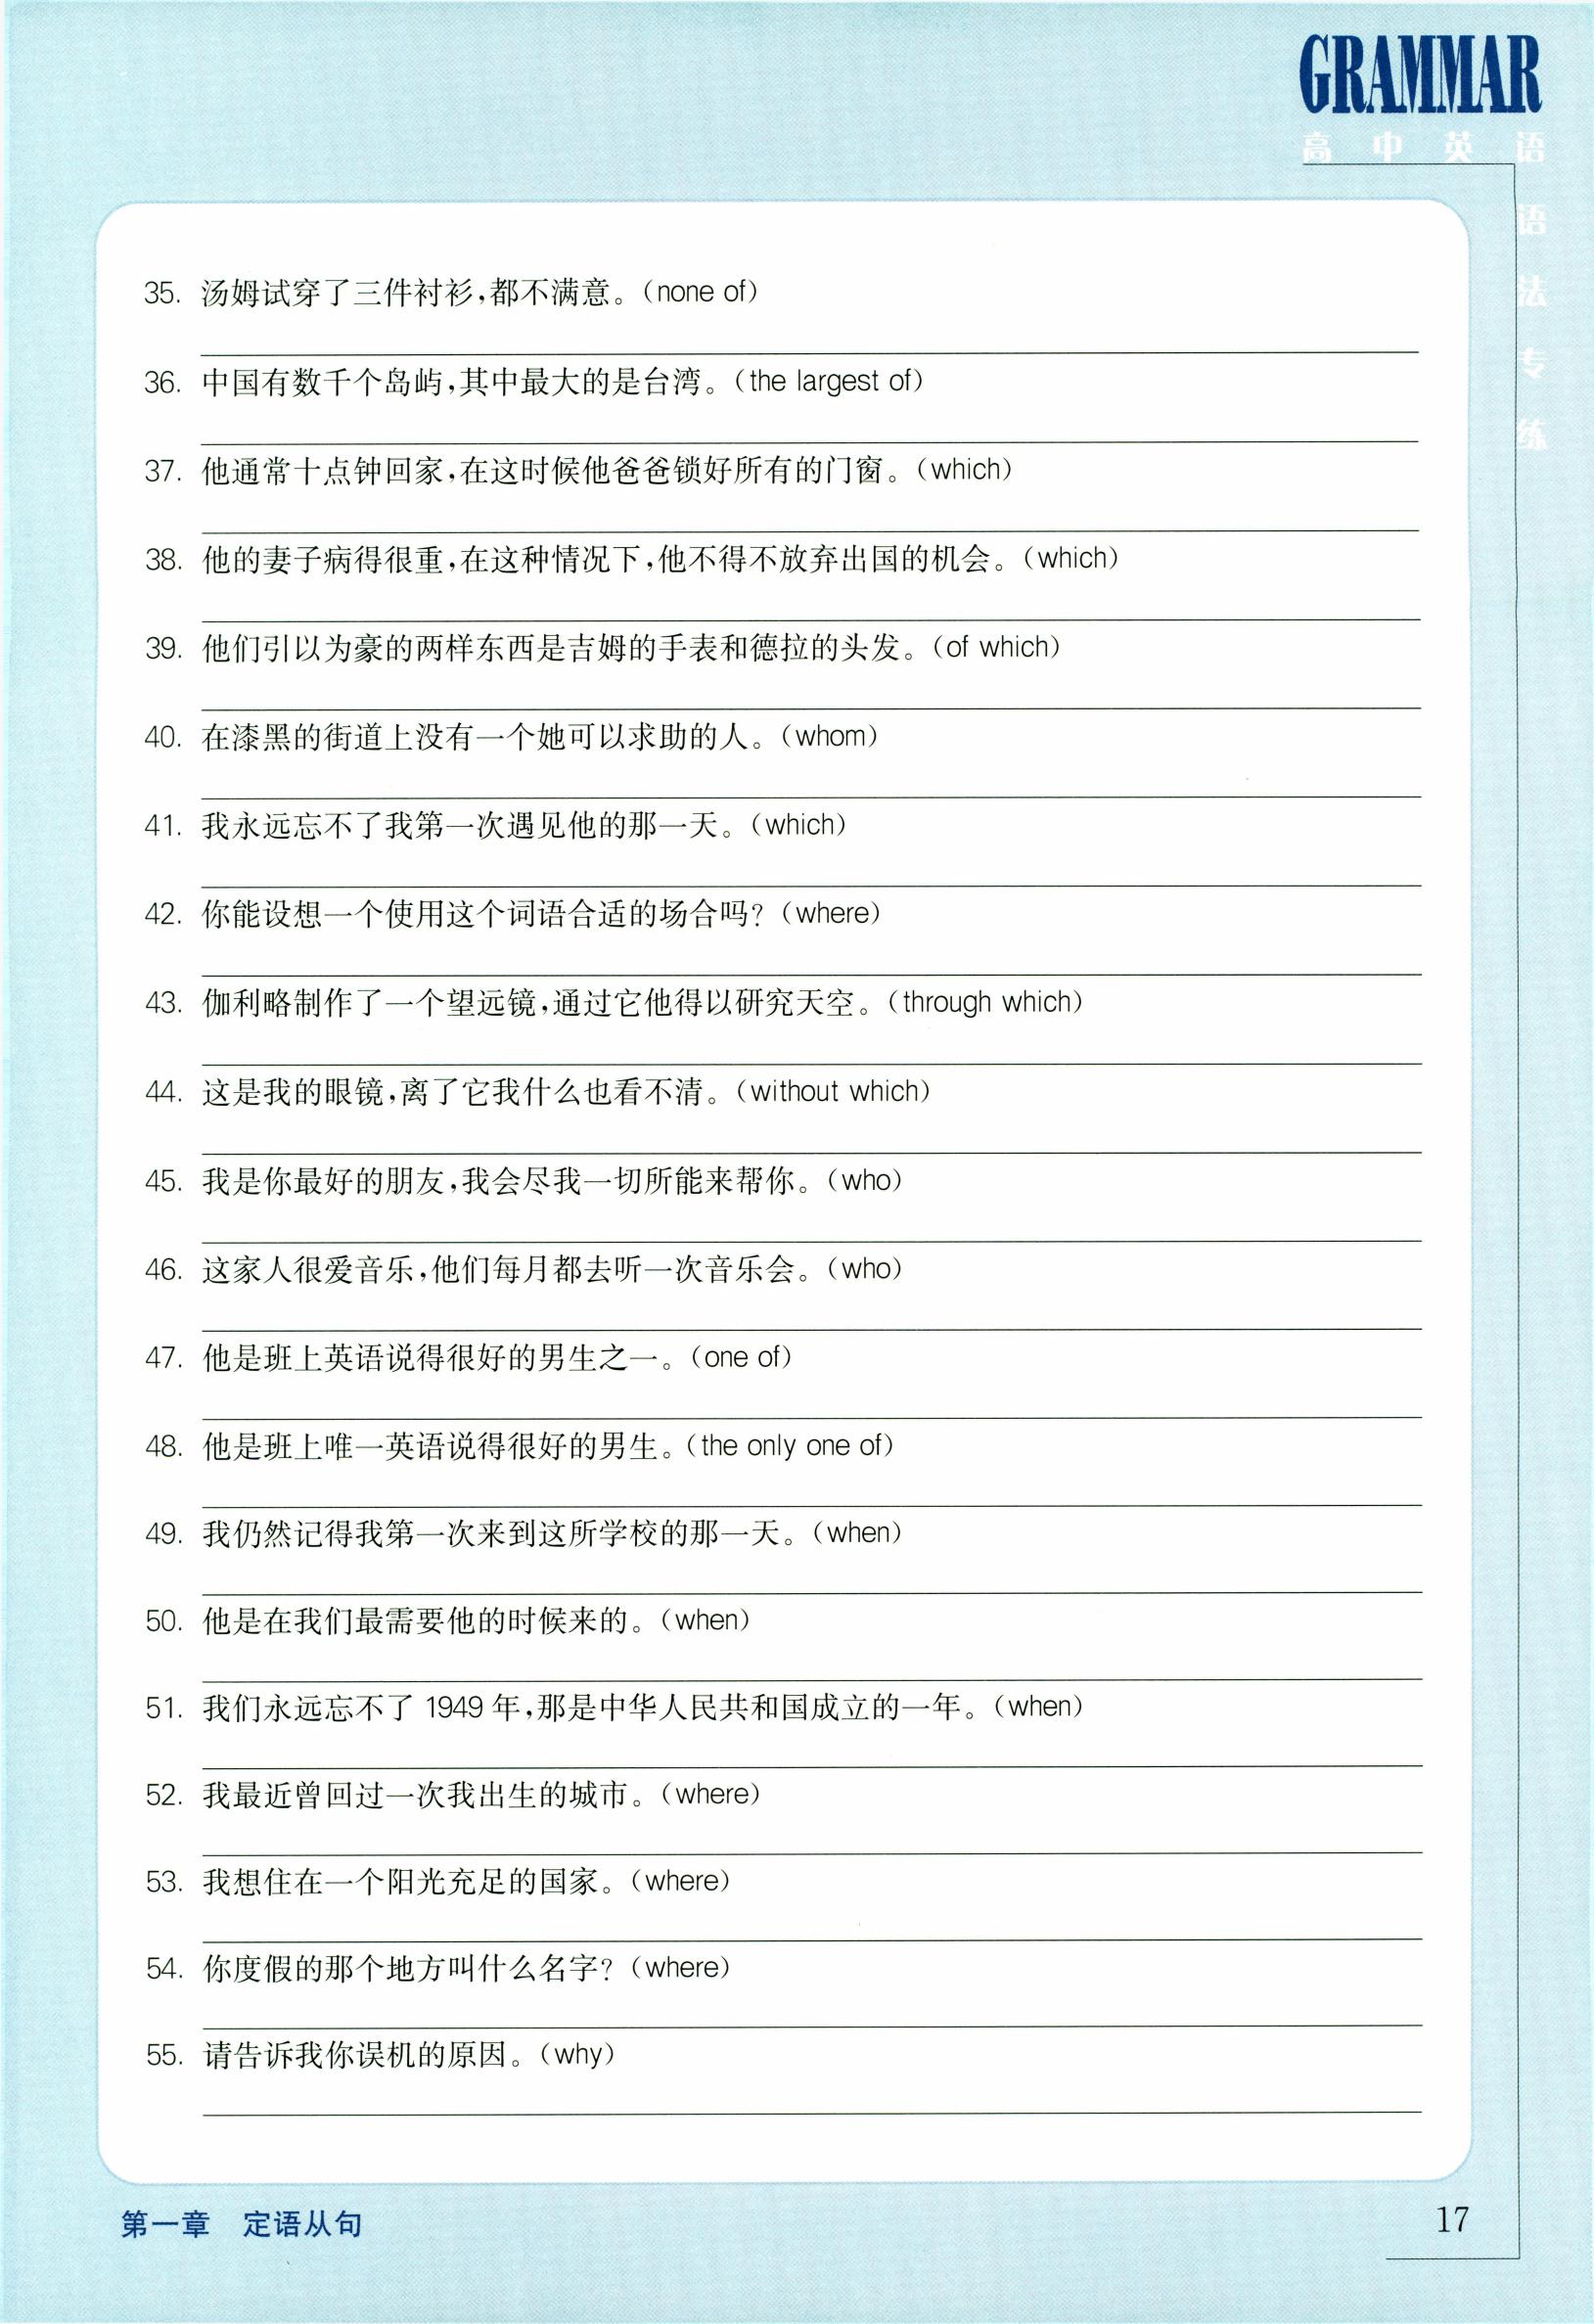 GRAMMAR
高中英语
语
法
专
练
35. 汤姆试穿了三件衬衫,都不满意。(none of)
36. 中国有数千个岛屿,其中最大的是台湾。(the largest of)
37. 他通常十点钟回家,在这时候他爸爸锁好所有的门窗。(which)
38. 他的妻子病得很重,在这种情况下,他不得不放弃出国的机会。(which)
39. 他们引以为豪的两样东西是吉姆的手表和德拉的头发。(of which)
40. 在漆黑的街道上没有一个她可以求助的人。(whom)
41. 我永远忘不了我第一次遇见他的那一天。(which)
42. 你能设想一个使用这个词语合适的场合吗?(where)
43. 伽利略制作了一个望远镜,通过它他得以研究天空。(through which)
44. 这是我的眼镜,离了它我什么也看不清。(without which)
45. 我是你最好的朋友,我会尽我一切所能来帮你。(who)
46. 这家人很爱音乐,他们每月都去听一次音乐会。(who)
47. 他是班上英语说得很好的男生之一。(one of)
48. 他是班上唯一英语说得很好的男生。(the only one of)
49. 我仍然记得我第一次来到这所学校的那一天。(when)
50. 他是在我们最需要他的时候来的。(when)
51. 我们永远忘不了 1949 年,那是中华人民共和国成立的一年。(when)
52. 我最近曾回过一次我出生的城市。(where)
53. 我想住在一个阳光充足的国家。(where)
54. 你度假的那个地方叫什么名字?(where)
55. 请告诉我你误机的原因。(why)
第一章 定语从句
17